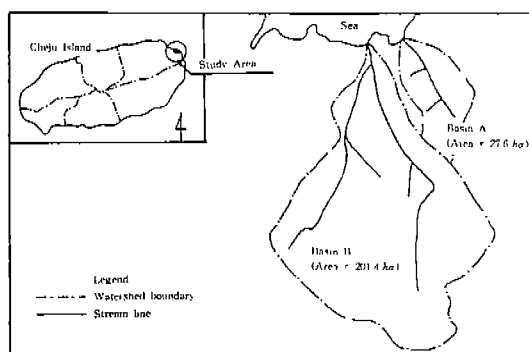 Cheju Island
Study Area
Sea
Basin A
(Area = 27.6 ha)
Basin B
(Area = 201.4 ha)
Legend
Watershed boundary
Stream line